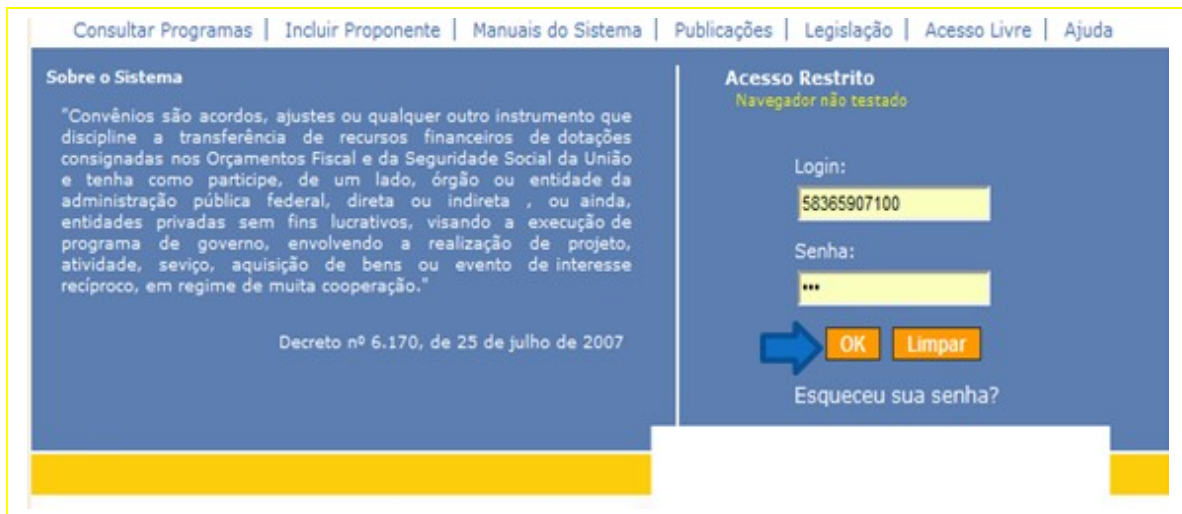 Consultar Programas | Incluir Proponente | Manuais do Sistema | Publicações | Legislação | Acesso Livre | Ajuda
Sobre o Sistema
"Convênios são acordos, ajustes ou qualquer outro instrumento que
discipline a transferência de recursos financeiros de dotações
consignadas nos Orçamentos Fiscal e da Seguridade Social da União
e tenha como participe, de um lado, órgão ou entidade da
administração pública federal, direta ou indireta , ou ainda,
entidades privadas sem fins lucrativos, visando a execução de
programa de governo, envolvendo a realização de projeto,
atividade, seviço, aquisição de bens ou evento de interesse
recíproco, em regime de muita cooperação."
Decreto nº 6.170, de 25 de julho de 2007
Acesso Restrito
Navegador não testado
Login:
58365907100
Senha:
•••
OK Limpar
Esqueceu sua senha?